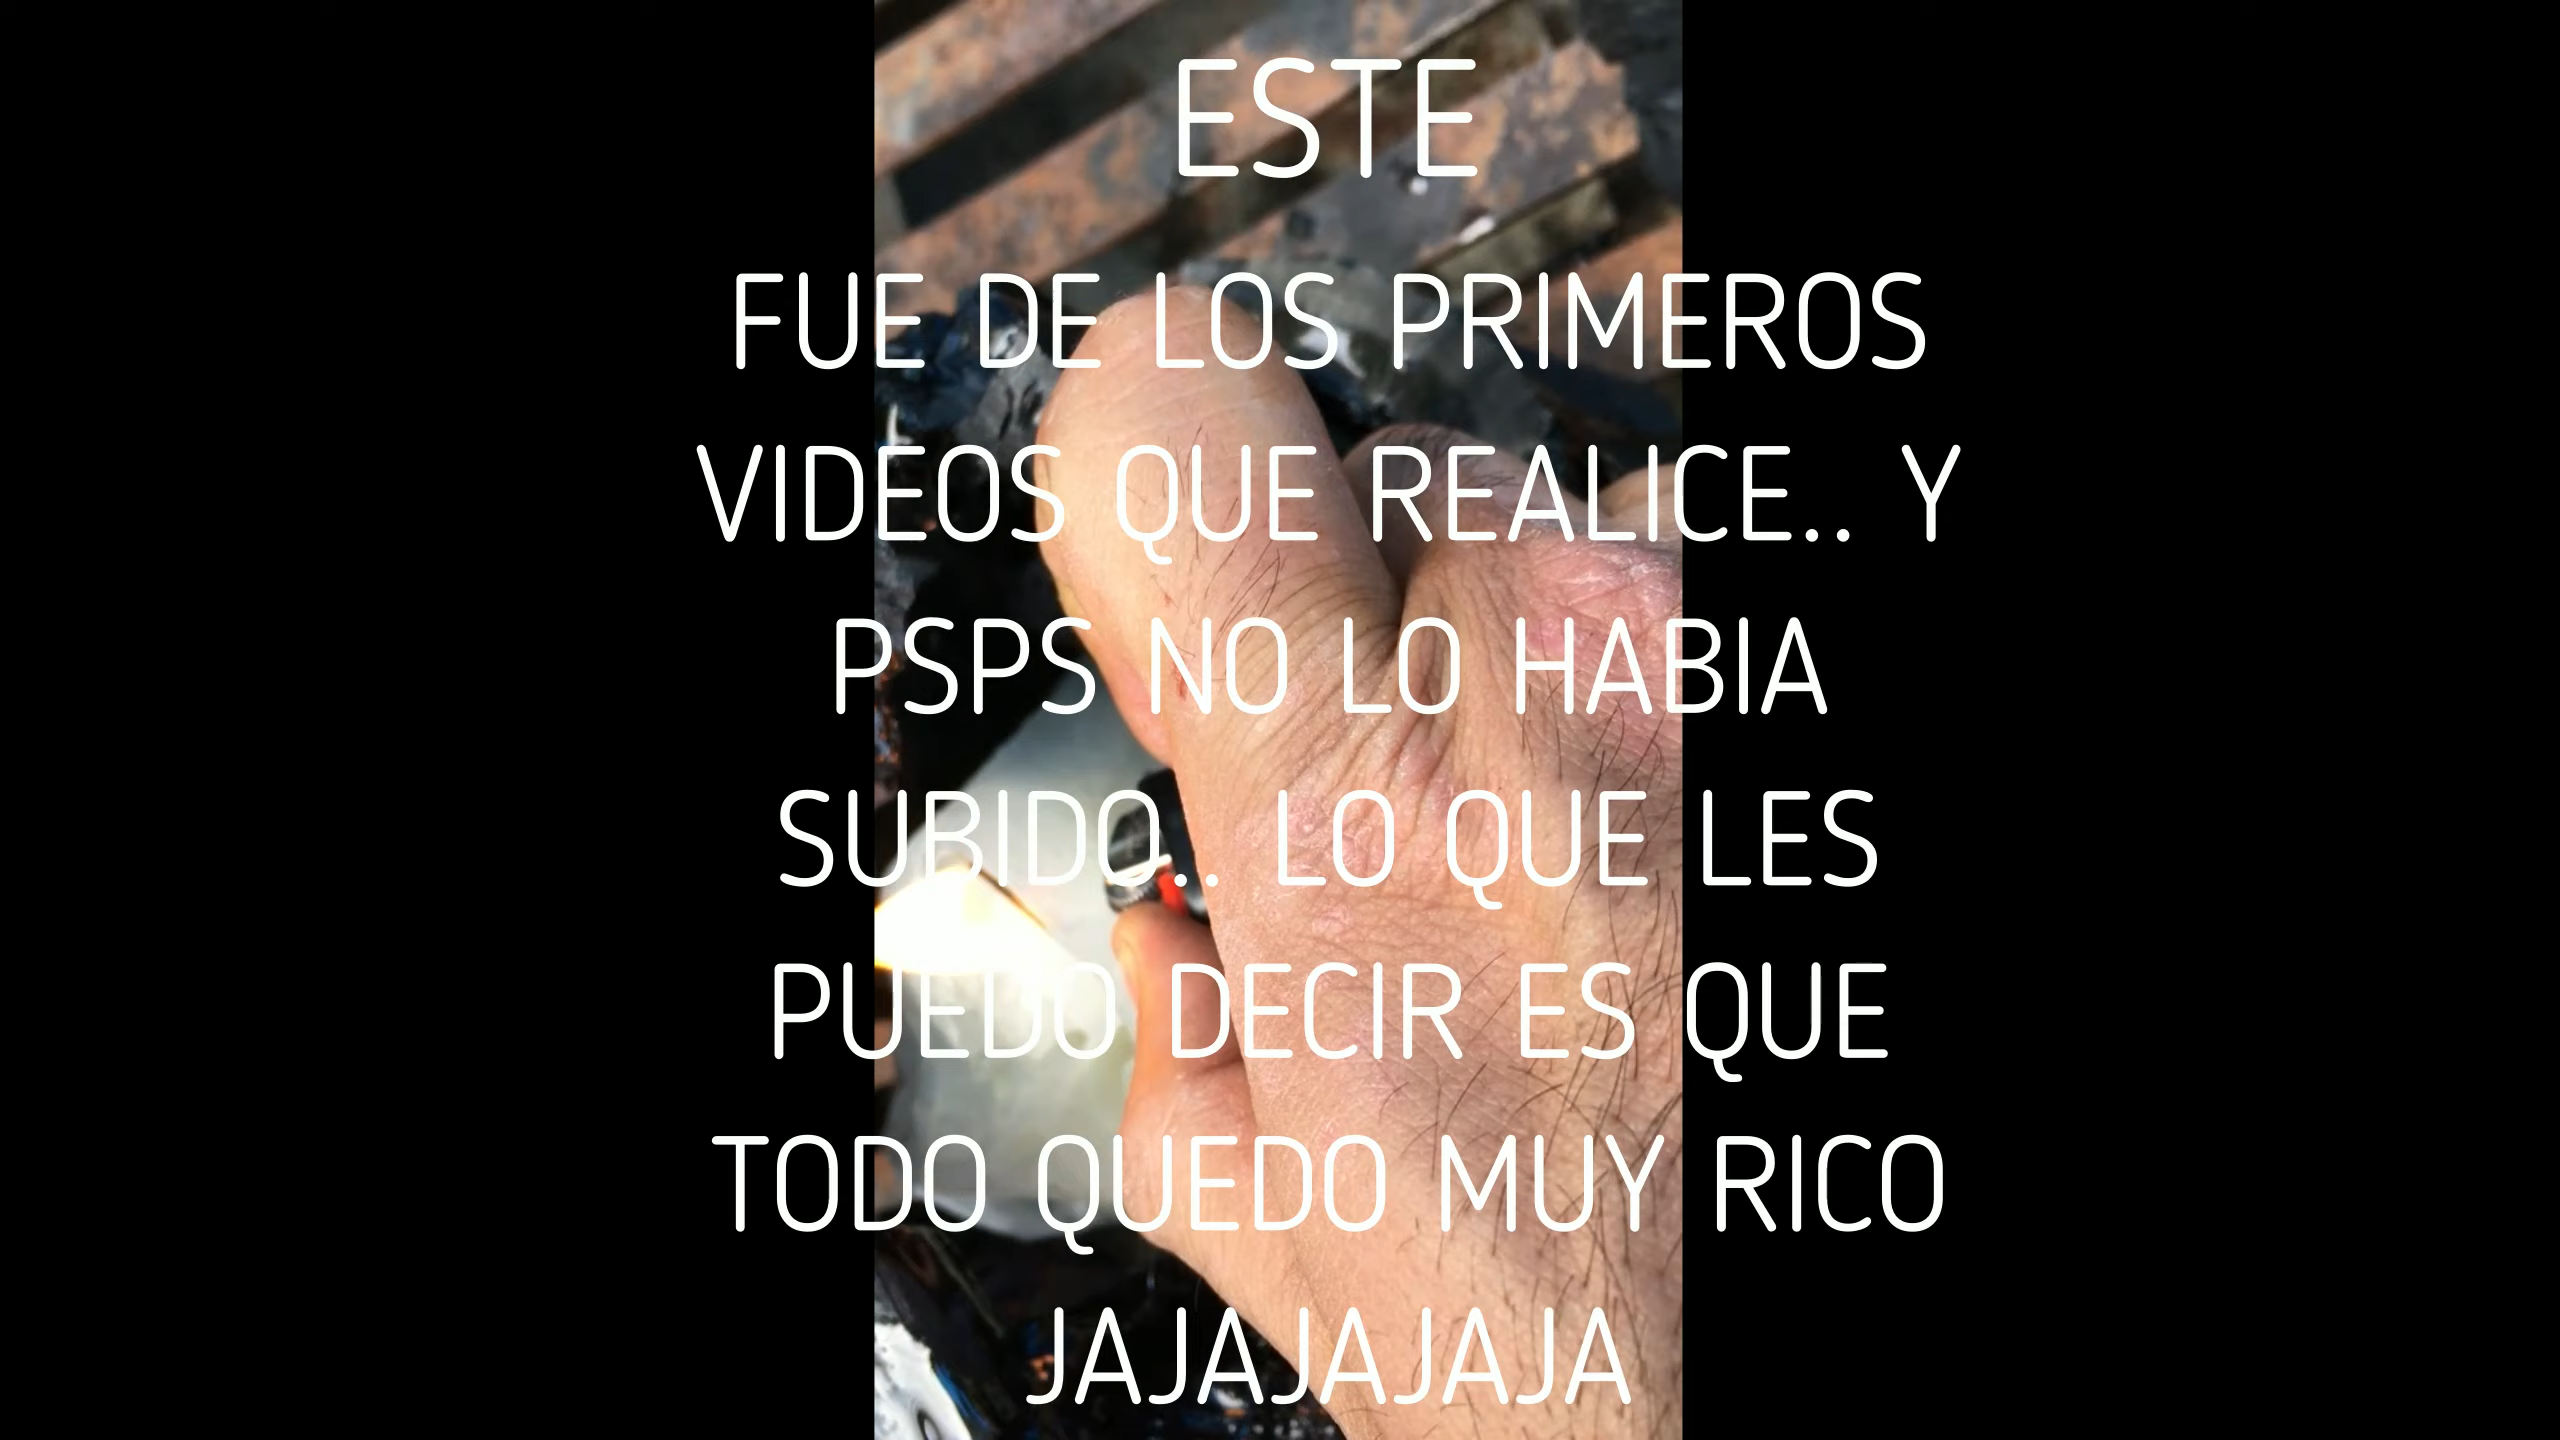 ESTE
FUE DE LOS PRIMEROS
VIDEOS QUE REALICE.. Y
PSPS NO LO HABIA
SUBIDO.. LO QUE LES
PUEDO DECIR ES QUE
TODO QUEDO MUY RICO
JAJAJAJAJA